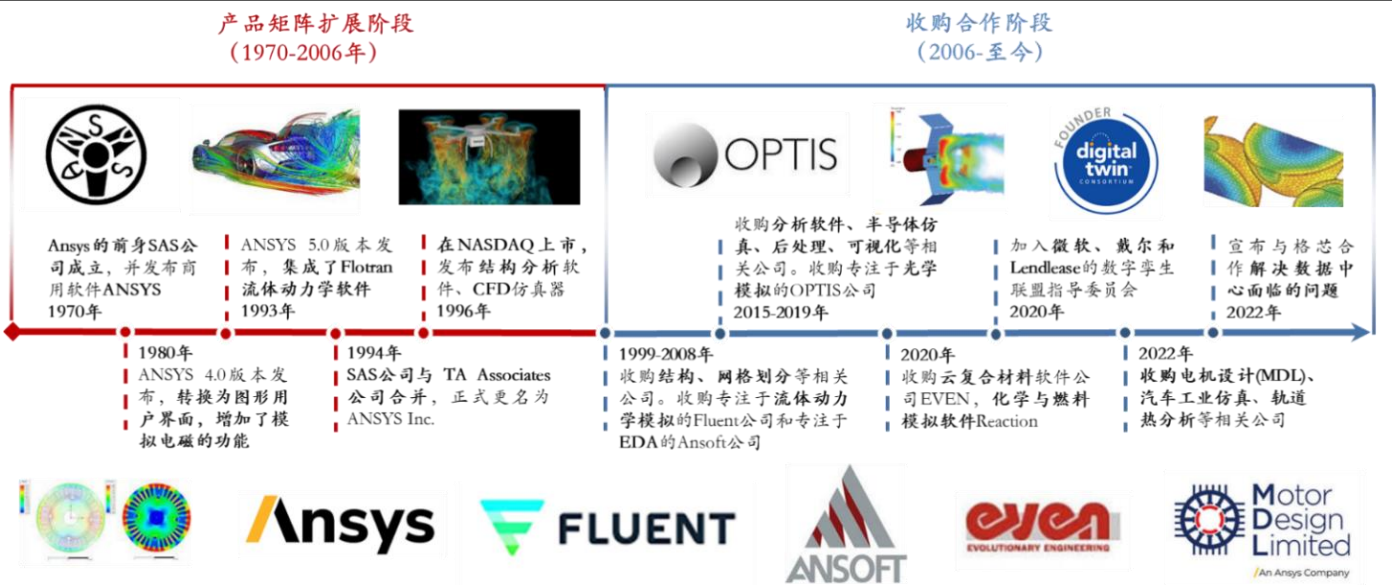 产品矩阵扩展阶段
（1970-2006年）
收购合作阶段
（2006-至今）
ANSYS
SAS
OPTIS
FOUNDER
digital
twin
CONSORTIUM
Ansys的前身SAS公
司成立，并发布商
用软件ANSYS
1970年
ANSYS 5.0版本发
布，集成了Flotran
流体动力学软件
1993年
在NASDAQ上市，
发布结构分析软
件、CFD仿真器
1996年
收购分析软件、半导体仿
真、后处理、可视化等相
关公司。收购专注于光学
模拟的OPTIS公司
2015-2019年
加入微软、戴尔和
Lendlease的数字孪生
联盟指导委员会
2020年
宣布与格芯合
作解决数据中
心面临的问题
2022年
1980年
ANSYS 4.0版本发
布，转换为图形用
户界面，增加了模
拟电磁的功能
1994年
SAS公司与 TA Associates
公司合并，正式更名为
ANSYS Inc.
1999-2008年
收购结构、网格划分等相关
公司。收购专注于流体动力
学模拟的Fluent公司和专注于
EDA的Ansoft公司
2020年
收购云复合材料软件公
司EVEN，化学与燃料
模拟软件Reaction
2022年
收购电机设计(MDL)、
汽车工业仿真、轨道
热分析等相关公司
Ansys
FLUENT
ANSOFT
even
EVOLUTIONARY ENGINEERING
Motor
Design
Limited
An Ansys Company